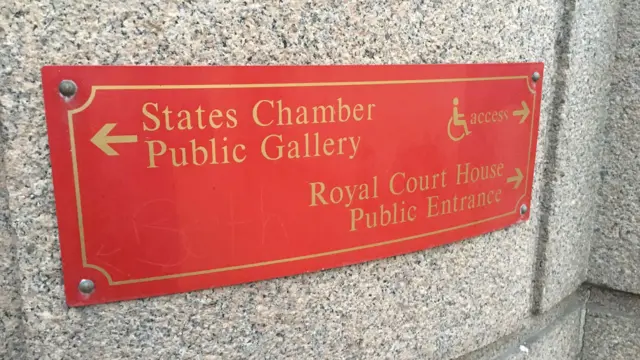 States Chamber
Public Gallery
access
Royal Court House
Public Entrance